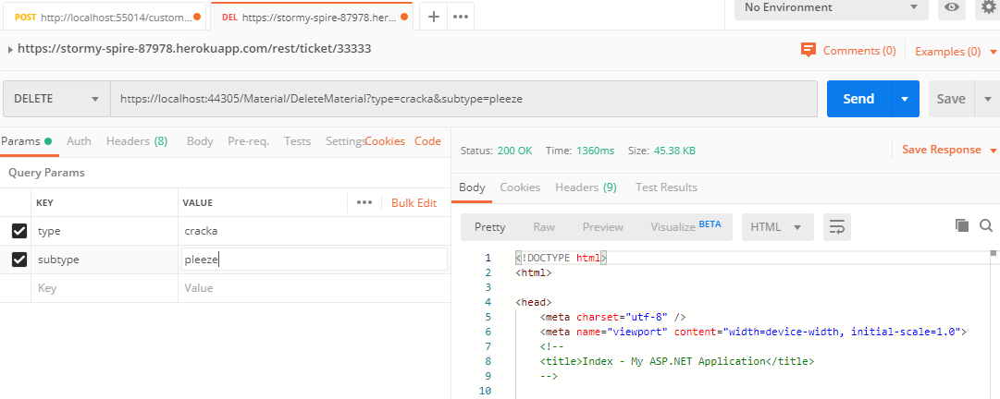 POST http://localhost:55014/custom... DEL https://stormy-spire-87978.her... + ••• No Environment
https://stormy-spire-87978.herokuapp.com/rest/ticket/33333 Comments (0) Examples (0)
DELETE https://localhost:44305/Material/DeleteMaterial?type=cracka&subtype=pleeze Send Save
Params Auth Headers (8) Body Pre-req. Tests Settings Cookies Code
Query Params
KEY VALUE ••• Bulk Edit
type cracka
subtype pleeze
Key Value
Status: 200 OK Time: 1360ms Size: 45.38 KB Save Response
Body Cookies Headers (9) Test Results
Pretty Raw Preview Visualize BETA HTML
1 <!DOCTYPE html>
2 <html>
3
4 <head>
5 <meta charset="utf-8" />
6 <meta name="viewport" content="width=device-width, initial-scale=1.0">
7 <!--
8 <title>Index - My ASP.NET Application</title>
9 -->
10